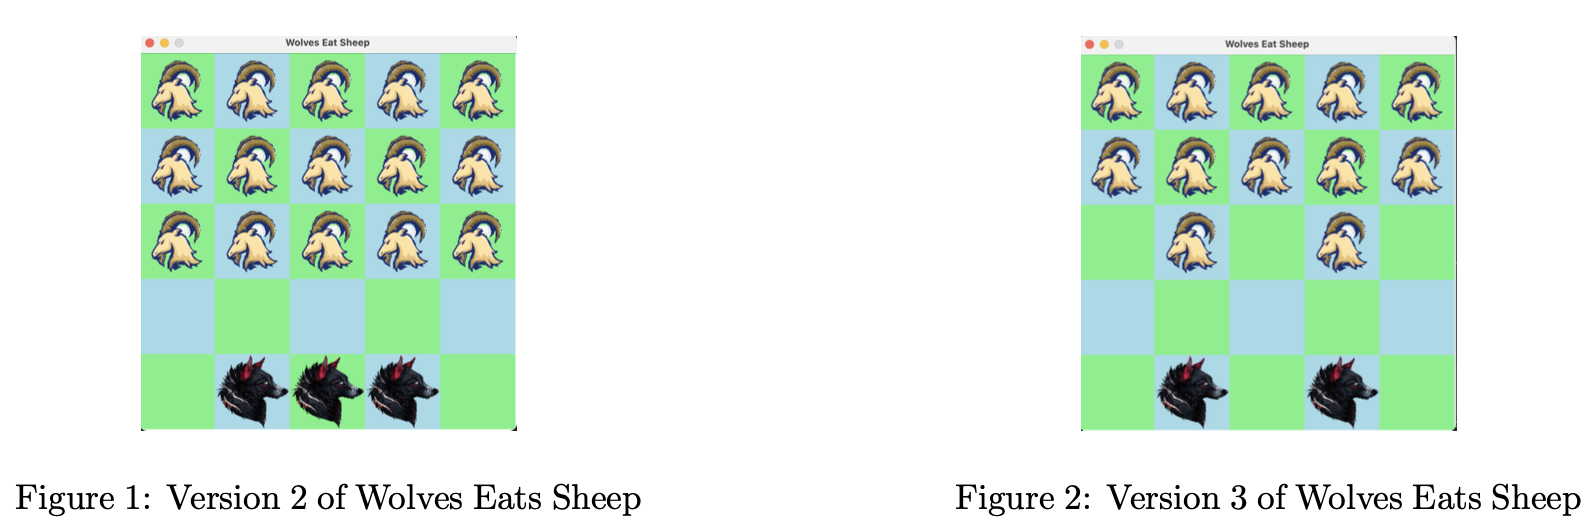 Wolves Eat Sheep
Wolves Eat Sheep
Figure 1: Version 2 of Wolves Eats Sheep
Figure 2: Version 3 of Wolves Eats Sheep